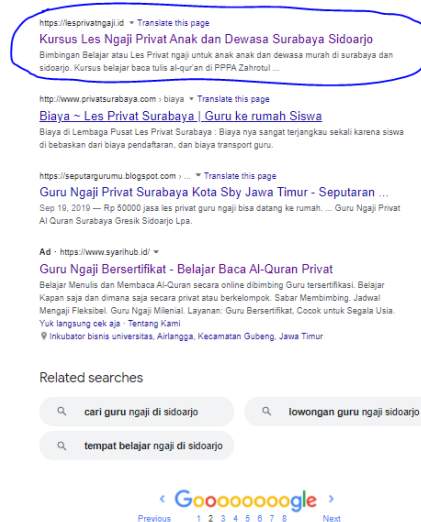 https://lesprivatngaji.id ▾ Translate this page
Kursus Les Ngaji Privat Anak dan Dewasa Surabaya Sidoarjo
Bimbingan Belajar atau Les Privat ngaji untuk anak anak dan dewasa murah di surabaya dan
sidoarjo. Kursus belajar baca tulis al-qur'an di PPPA Zahrotul ...
http://www.privatsurabaya.com › biaya ▾ Translate this page
Biaya ~ Les Privat Surabaya | Guru ke rumah Siswa
Biaya di Lembaga Pusat Les Privat Surabaya : Biaya nya sangat terjangkau sekali karena siswa
di bebaskan dari biaya pendaftaran, dan biaya transport guru.
https://seputargurumu.blogspot.com › ... ▾ Translate this page
Guru Ngaji Privat Surabaya Kota Sby Jawa Timur - Seputaran ...
Sep 19, 2019 — Rp 50000 jasa les privat guru ngaji bisa datang ke rumah. ... Guru Ngaji Privat
Al Quran Surabaya Gresik Sidoarjo Lpa.
Ad · https://www.syarihub.id/ ▾
Guru Ngaji Bersertifikat - Belajar Baca Al-Quran Privat
Belajar Menulis dan Membaca Al-Quran secara online dibimbing Guru tersertifikasi. Belajar
Kapan saja dan dimana saja secara privat atau berkelompok. Sabar Membimbing. Jadwal
Mengaji Fleksibel. Guru Ngaji Milenial. Layanan: Guru Bersertifikat, Cocok untuk Segala Usia.
Yuk langsung cek aja · Tentang Kami
Inkubator bisnis universitas, Airlangga, Kecamatan Gubeng, Jawa Timur
Related searches
cari guru ngaji di sidoarjo
lowongan guru ngaji sidoarjo
tempat belajar ngaji di sidoarjo
‹ Goooooooogle ›
Previous 1 2 3 4 5 6 7 8 Next